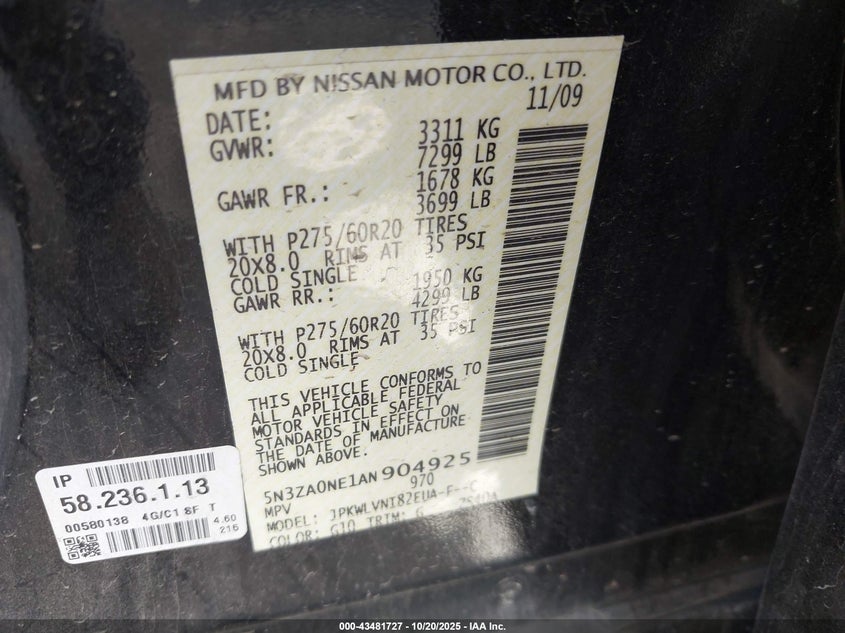 MFD BY NISSAN MOTOR CO., LTD.
DATE: 11/09
GVWR: 3311 KG
7299 LB
GAWR FR.: 1678 KG
3699 LB
WITH P275/60R20 TIRES
20X8.0 RIMS AT 35 PSI
COLD SINGLE
GAWR RR.: 1950 KG
4299 LB
WITH P275/60R20 TIRES
20X8.0 RIMS AT 35 PSI
COLD SINGLE
THIS VEHICLE CONFORMS TO
ALL APPLICABLE FEDERAL
MOTOR VEHICLE SAFETY
STANDARDS IN EFFECT ON
THE DATE OF MANUFACTURE
SHOWN ABOVE.
5N3ZA0NE1AN904925
MPV 970
MODEL: JPKWLVNI82EUA-F--C
COLOR: G10 TRIM: G
IP
58.236.1.13
00580138 4G/C1 8F T
4.60
216
000-43481727 - 10/20/2025 - IAA Inc.